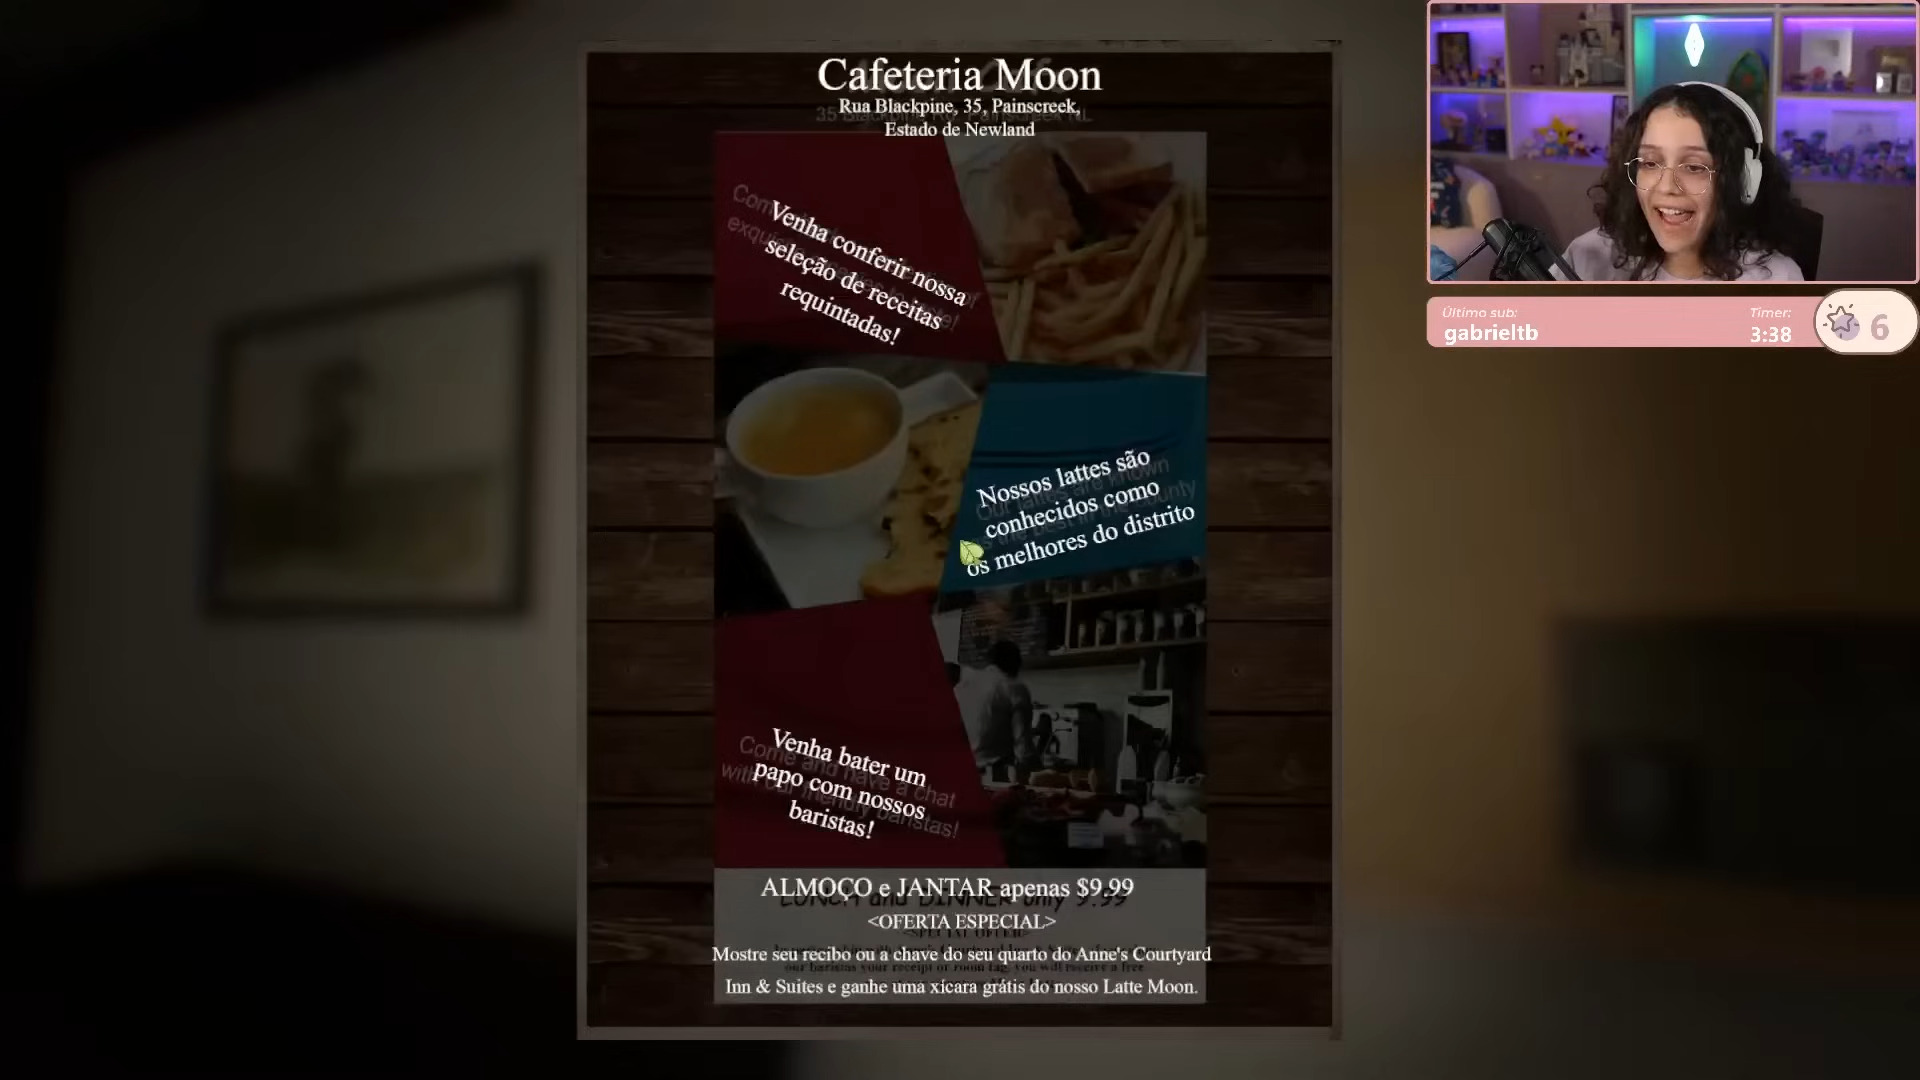 Cafeteria Moon
Rua Blackpine, 35, Painscreek,
Estado de Newland
Venha conferir nossa
seleção de receitas
requintadas!
Nossos lattes são
conhecidos como
os melhores do distrito
Venha bater um
papo com nossos
baristas!
ALMOÇO e JANTAR apenas $9.99
<OFERTA ESPECIAL>
Mostre seu recibo ou a chave do seu quarto do Anne's Courtyard
Inn & Suites e ganhe uma xícara grátis do nosso Latte Moon.
Último sub:
gabrieltb
Timer:
3:38
6